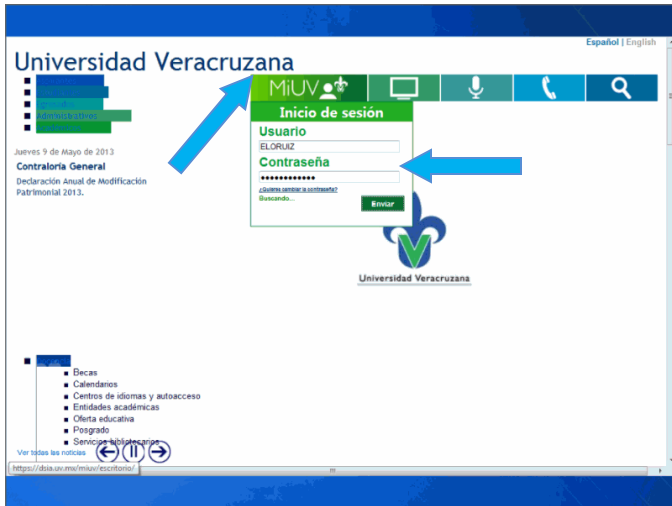 Español | English
Universidad Veracruzana
MiUV
Administrativos
Inicio de sesión
Usuario
ELORUIZ
Contraseña
••••••••••••
¿Quieres cambiar la contraseña?
Buscando...
Enviar
Jueves 9 de Mayo de 2013
Contraloría General
Declaración Anual de Modificación
Patrimonial 2013.
Universidad Veracruzana
Becas
Calendarios
Centros de idiomas y autoacceso
Entidades académicas
Oferta educativa
Posgrado
Servicios bibliotecarios
Ver todas las noticias
https://dsia.uv.mx/miuv/escritorio/